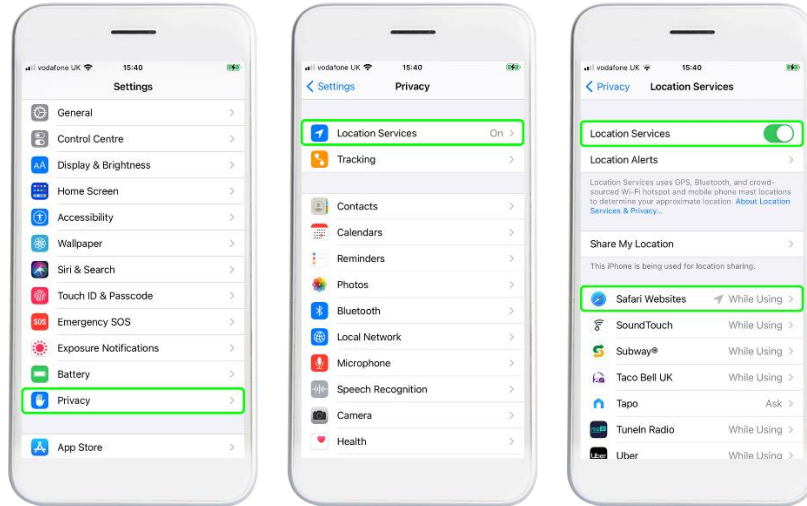 vodafone UK 15:40
Settings
General
Control Centre
AA Display & Brightness
Home Screen
Accessibility
Wallpaper
Siri & Search
Touch ID & Passcode
SOS Emergency SOS
Exposure Notifications
Battery
Privacy
App Store
vodafone UK 15:40
Settings Privacy
Location Services On
Tracking
Contacts
Calendars
Reminders
Photos
Bluetooth
Local Network
Microphone
Speech Recognition
Camera
Health
vodafone UK 15:40
Privacy Location Services
Location Services
Location Alerts
Location Services uses GPS, Bluetooth, and crowd-
sourced Wi-Fi hotspot and mobile phone mast locations
to determine your approximate location. About Location
Services & Privacy...
Share My Location
This iPhone is being used for location sharing.
Safari Websites While Using
SoundTouch While Using
Subway® While Using
Taco Bell UK While Using
Tapo Ask
TuneIn Radio While Using
Uber Uber While Using